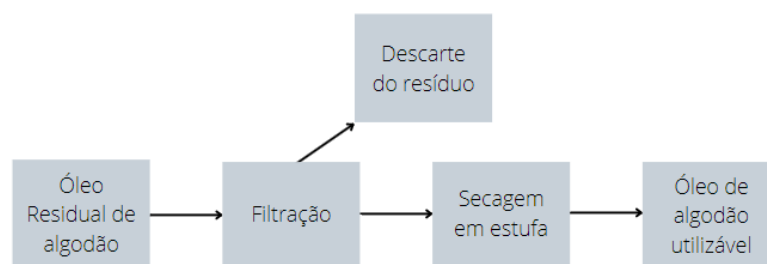 Descarte
do resíduo
Óleo
Residual de
algodão
Filtração
Secagem
em estufa
Óleo de
algodão
utilizável